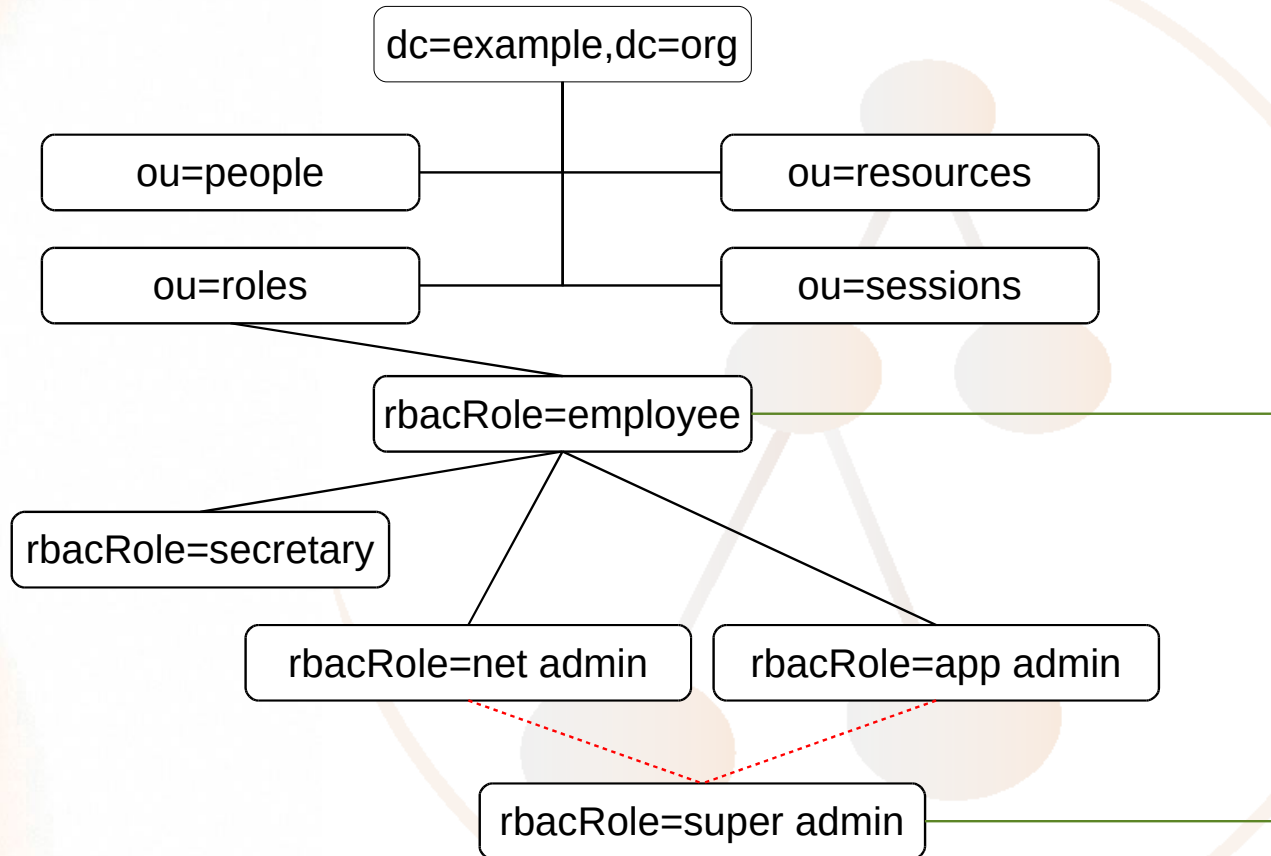 dc=example,dc=org
ou=people
ou=resources
ou=roles
ou=sessions
rbacRole=employee
rbacRole=secretary
rbacRole=net admin
rbacRole=app admin
rbacRole=super admin